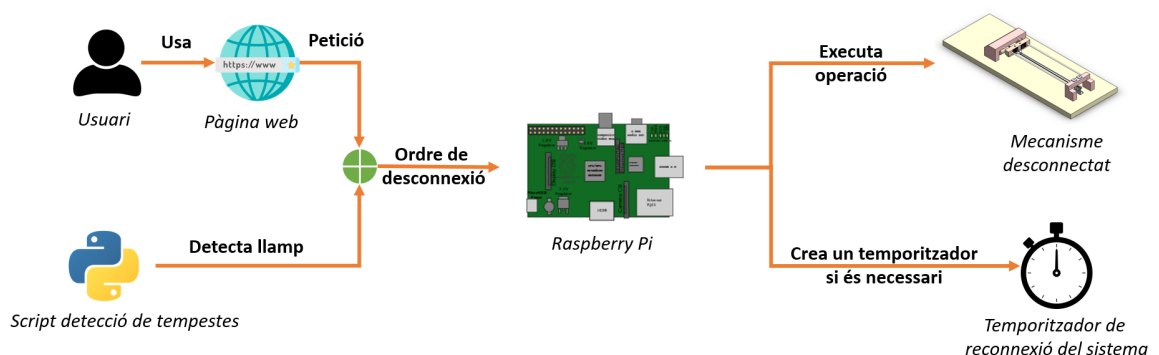 Usa
Petició
https://www
Usuari
Pàgina web
Executa
operació
Mecanisme
desconnectat
Ordre de
desconnexió
Raspberry Pi
Detecta llamp
Script detecció de tempestes
Crea un temporitzador
si és necessari
Temporitzador de
reconnexió del sistema